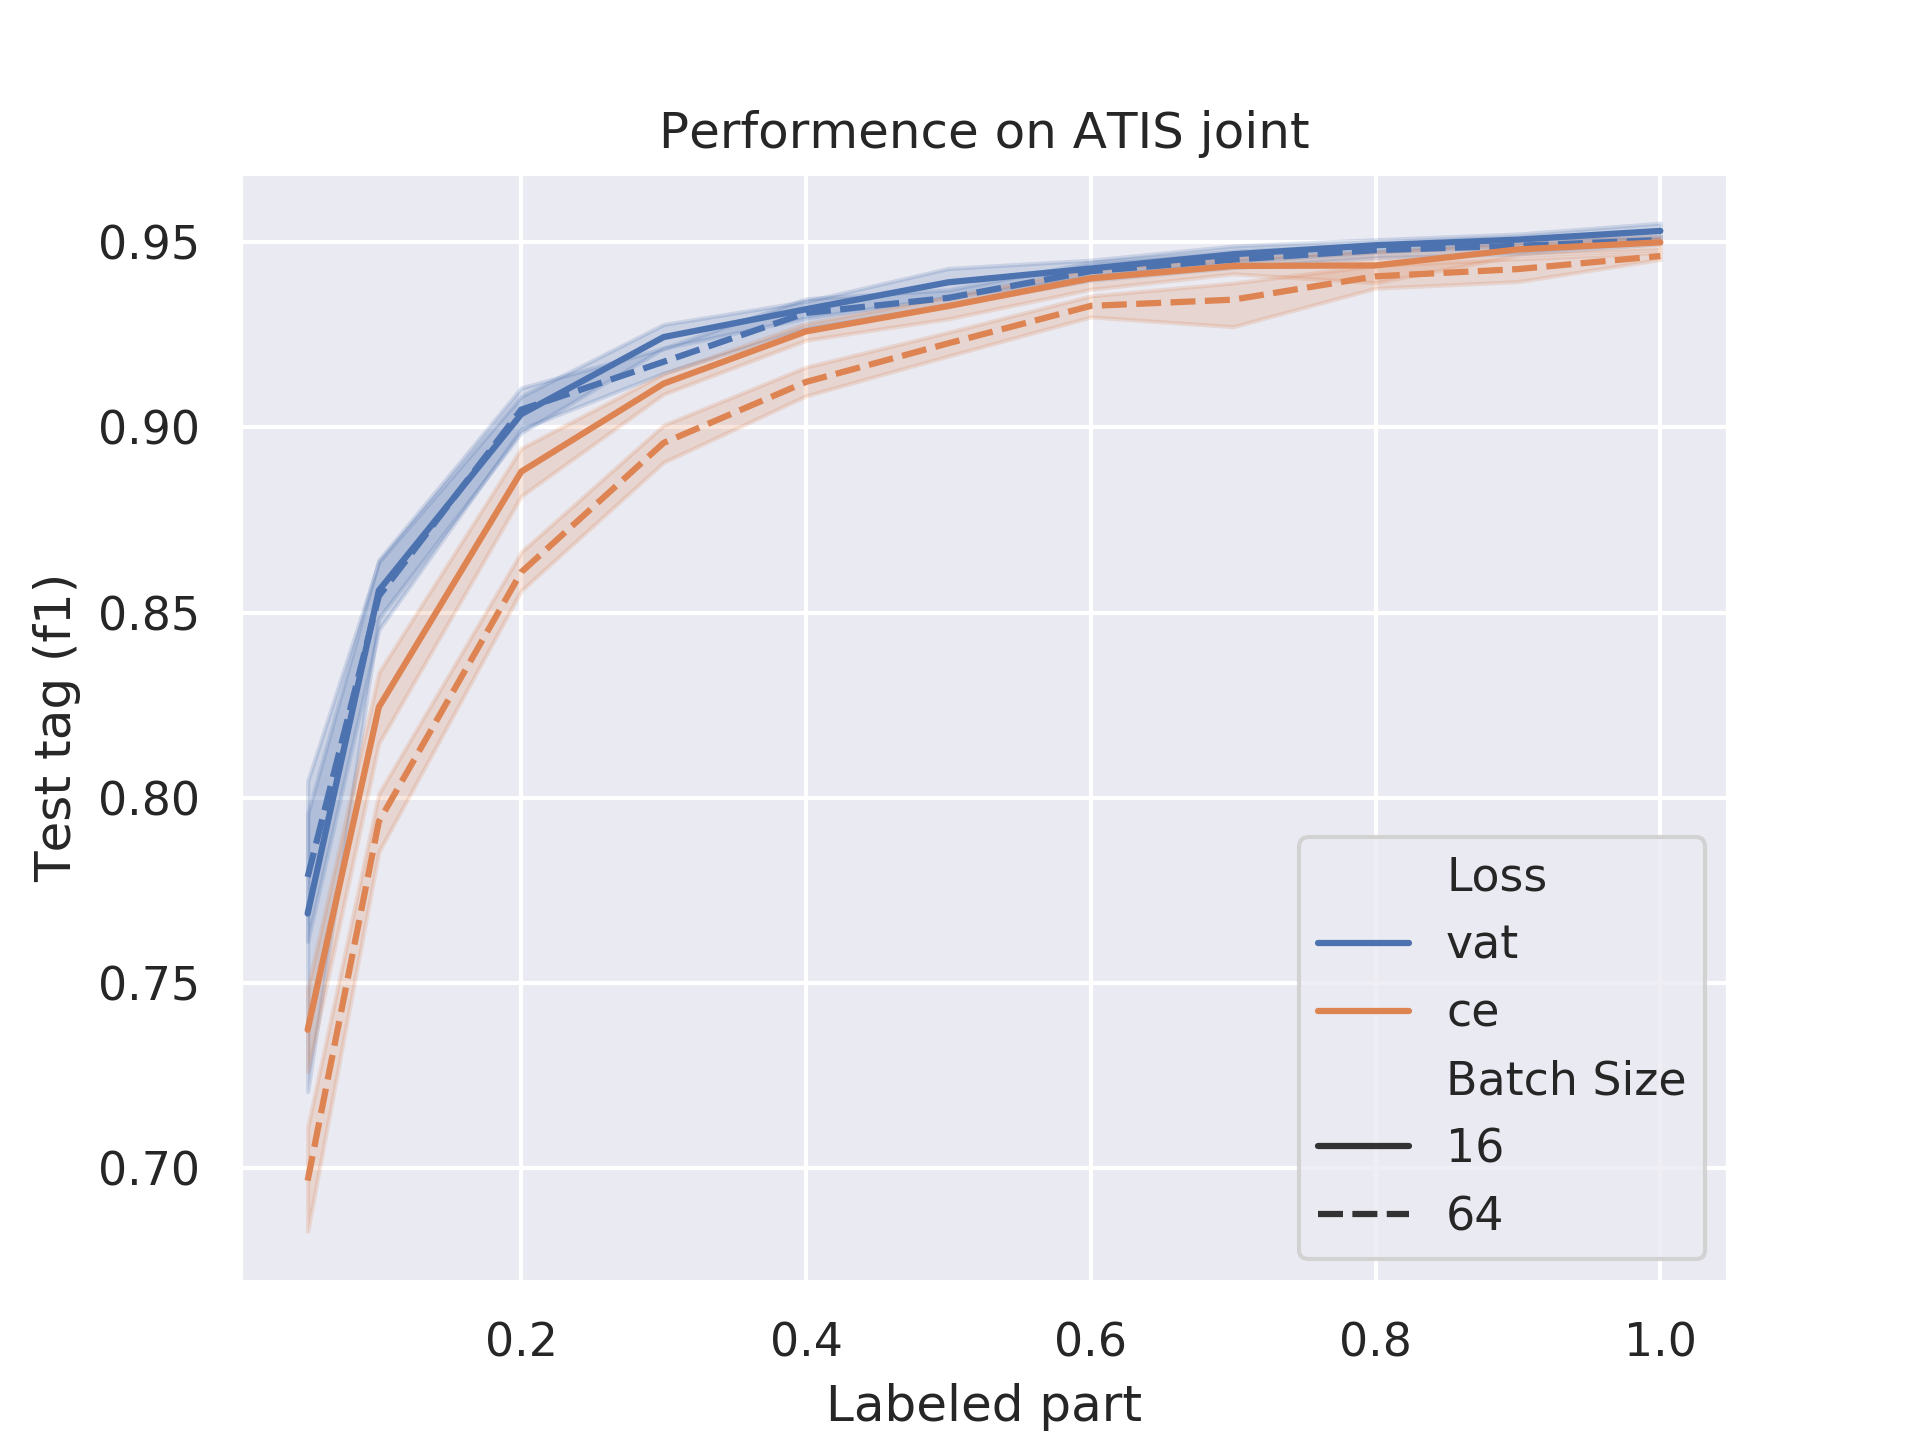 Performence on ATIS joint
0.95
0.90
0.85
0.80
0.75
0.70
Test tag (f1)
Loss
vat
ce
Batch Size
16
64
0.2 0.4 0.6 0.8 1.0
Labeled part